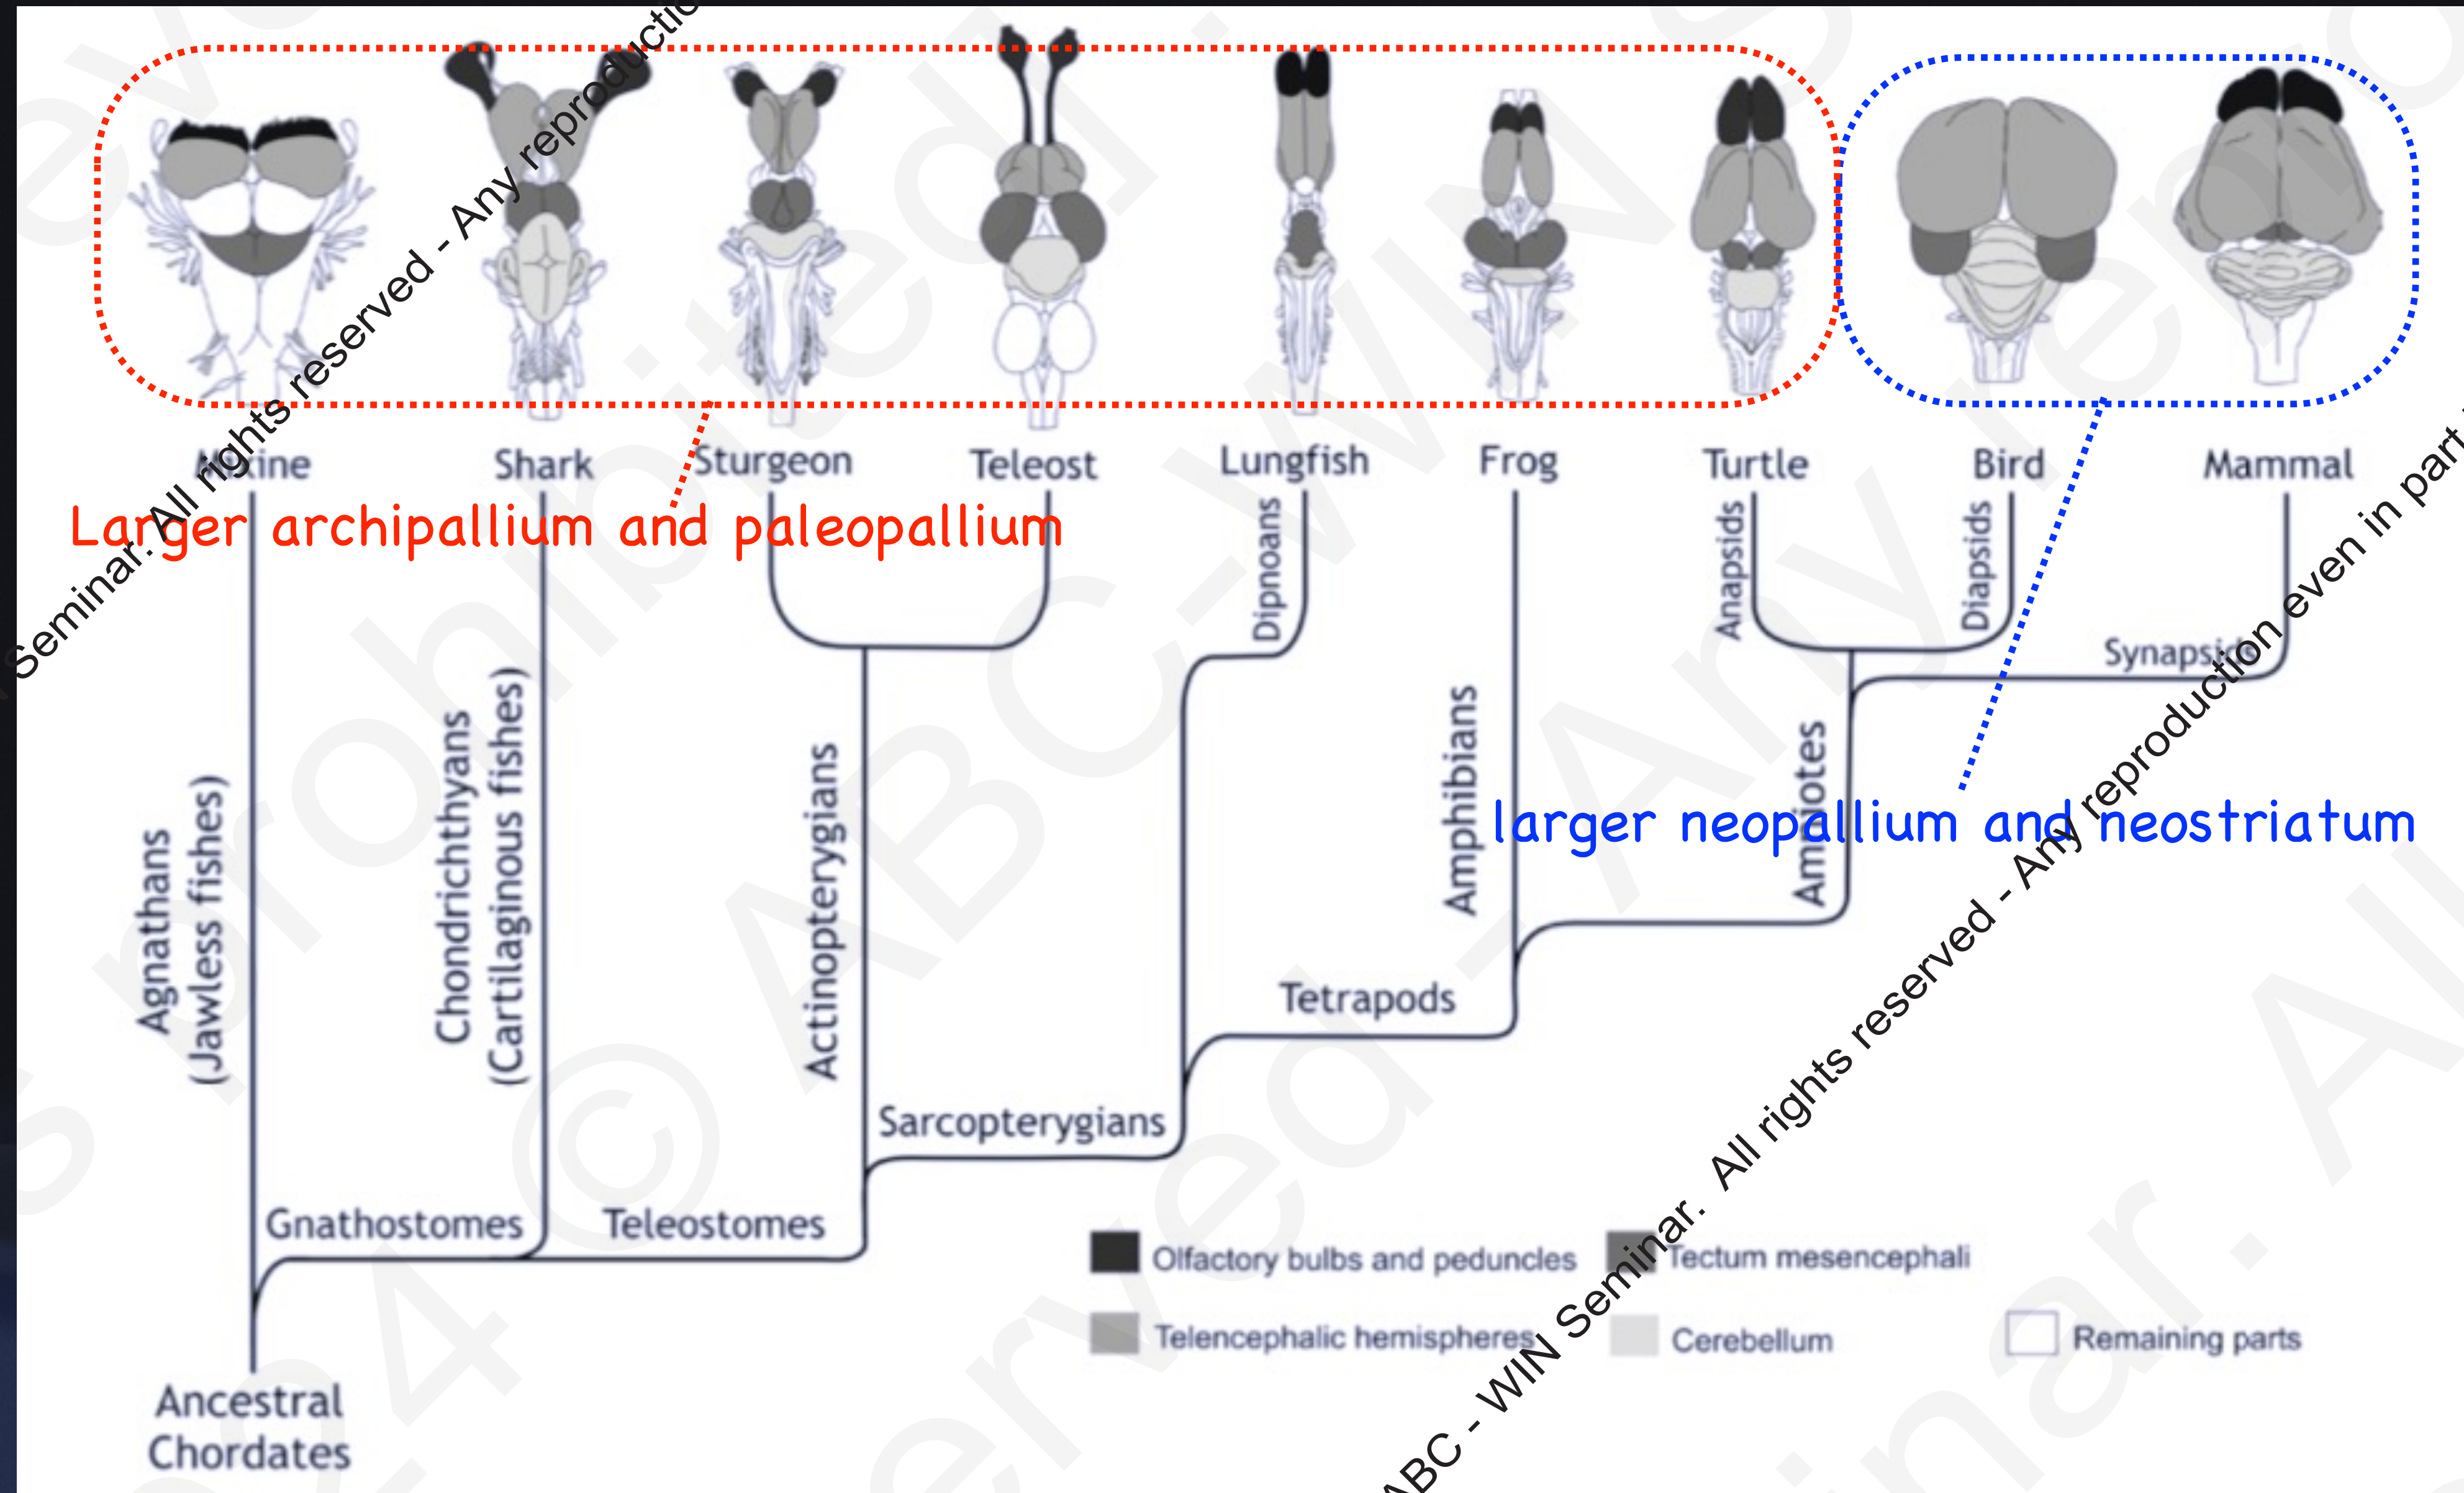 Mixine
Shark
Sturgeon
Teleost
Lungfish
Frog
Turtle
Bird
Mammal
Larger archipallium and paleopallium
Dipnoans
Anapsids
Diapsids
Synapsids
larger neopallium and neostriatum
Agnathans
(Jawless fishes)
Chondrichthyans
(Cartilaginous fishes)
Actinopterygians
Amphibians
Amniotes
Tetrapods
Sarcopterygians
Gnathostomes
Teleostomes
Olfactory bulbs and peduncles
Tectum mesencephali
Telencephalic hemispheres
Cerebellum
Remaining parts
Ancestral
Chordates
Seminar. All rights reserved - Any reproductio
ABC - WIN Seminar. All rights reserved - Any reproduction even in part